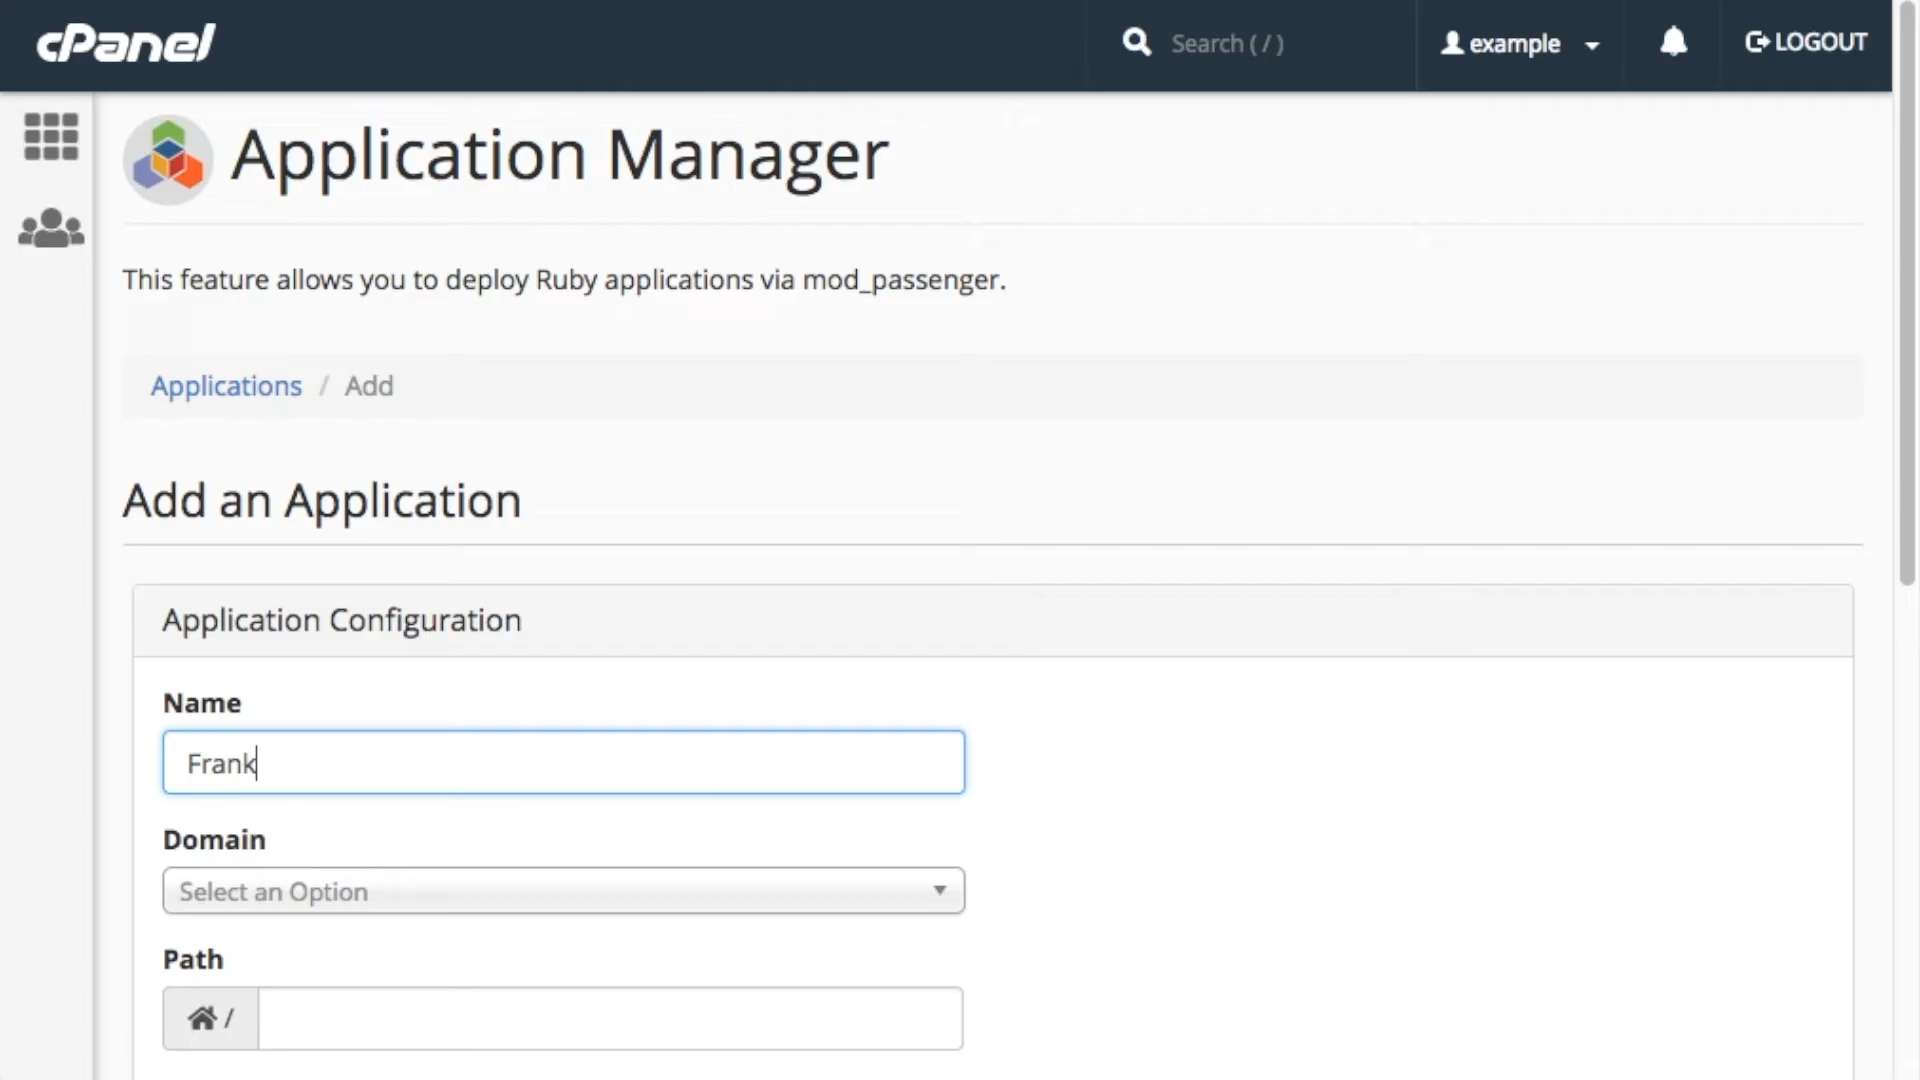 cPanel
Search ( / )
example
LOGOUT
Application Manager
This feature allows you to deploy Ruby applications via mod_passenger.
Applications / Add
Add an Application
Application Configuration
Name
Frank
Domain
Select an Option
Path
/